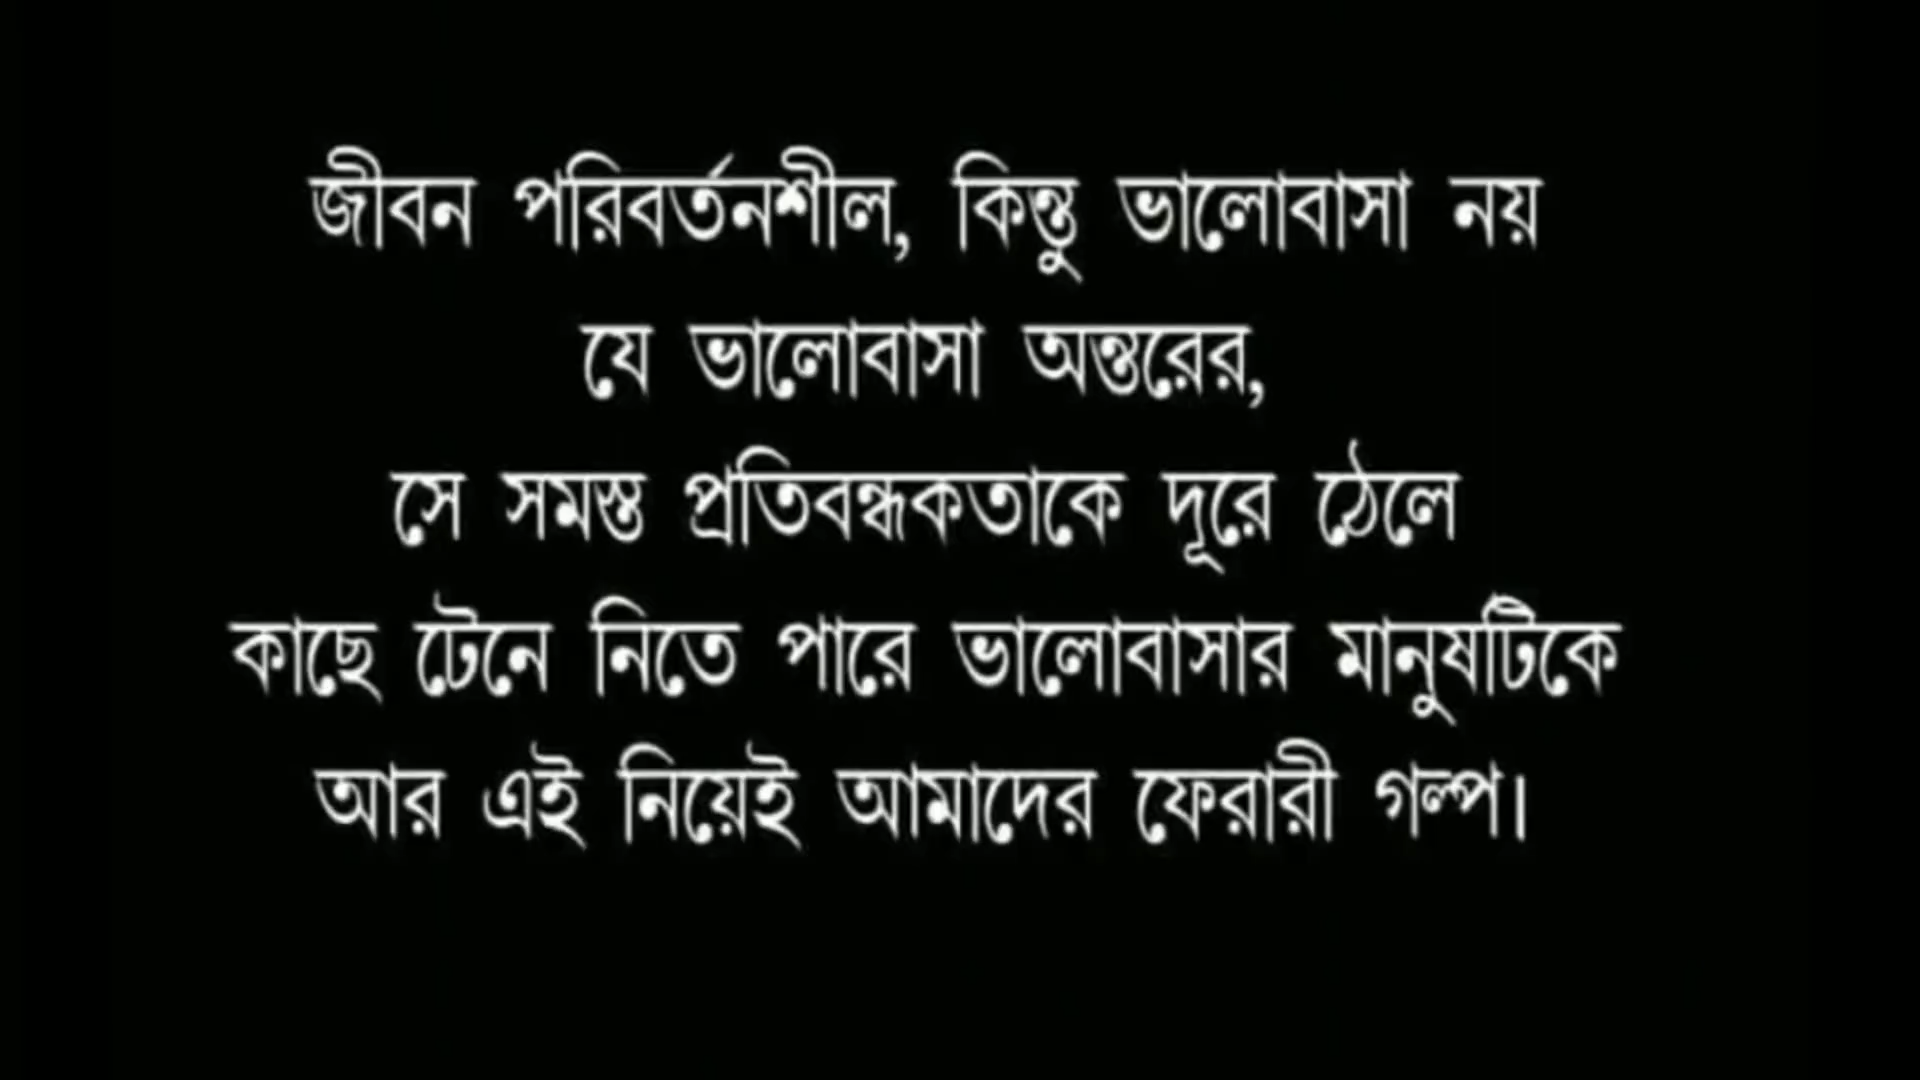 জীবন পরিবর্তনশীল, কিন্তু ভালোবাসা নয়
যে ভালোবাসা অন্তরের,
সে সমস্ত প্রতিবন্ধকতাকে দূরে ঠেলে
কাছে টেনে নিতে পারে ভালোবাসার মানুষটিকে
আর এই নিয়েই আমাদের ফেরারী গল্প।